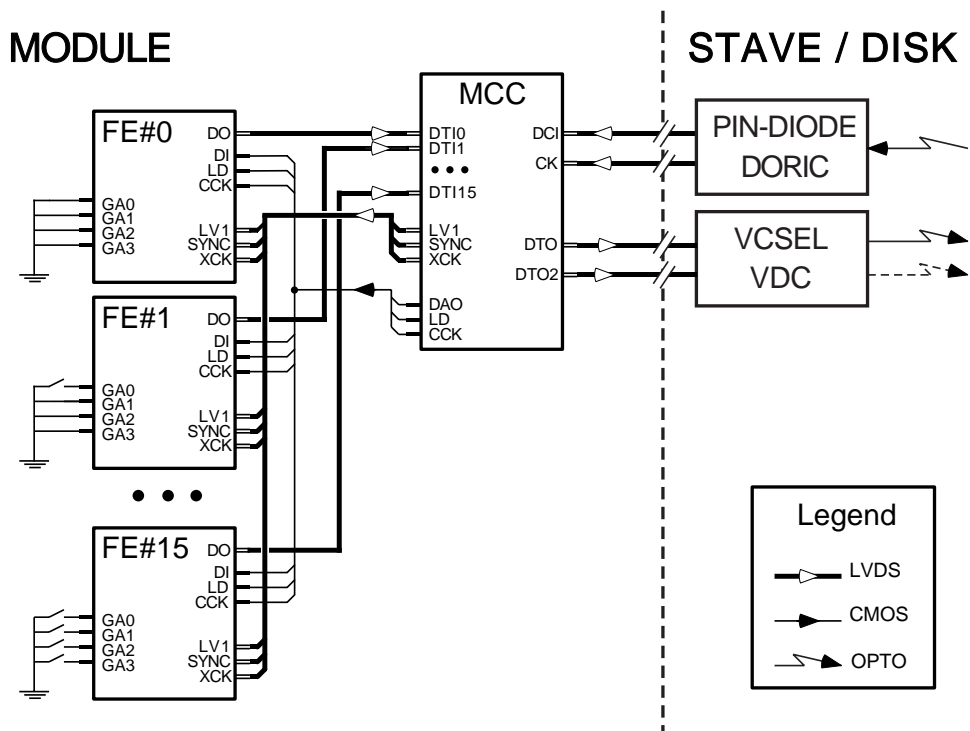 MODULE
STAVE / DISK
FE#0
DO
DI
LD
CCK
GA0
GA1
GA2
GA3
LV1
SYNC
XCK
FE#1
DO
DI
LD
CCK
GA0
GA1
GA2
GA3
LV1
SYNC
XCK
• • •
FE#15
DO
DI
LD
CCK
GA0
GA1
GA2
GA3
LV1
SYNC
XCK
MCC
DTI0
DTI1
• • •
DTI15
LV1
SYNC
XCK
DAO
LD
CCK
DCI
CK
DTO
DTO2
PIN-DIODE
DORIC
VCSEL
VDC
Legend
LVDS
CMOS
OPTO